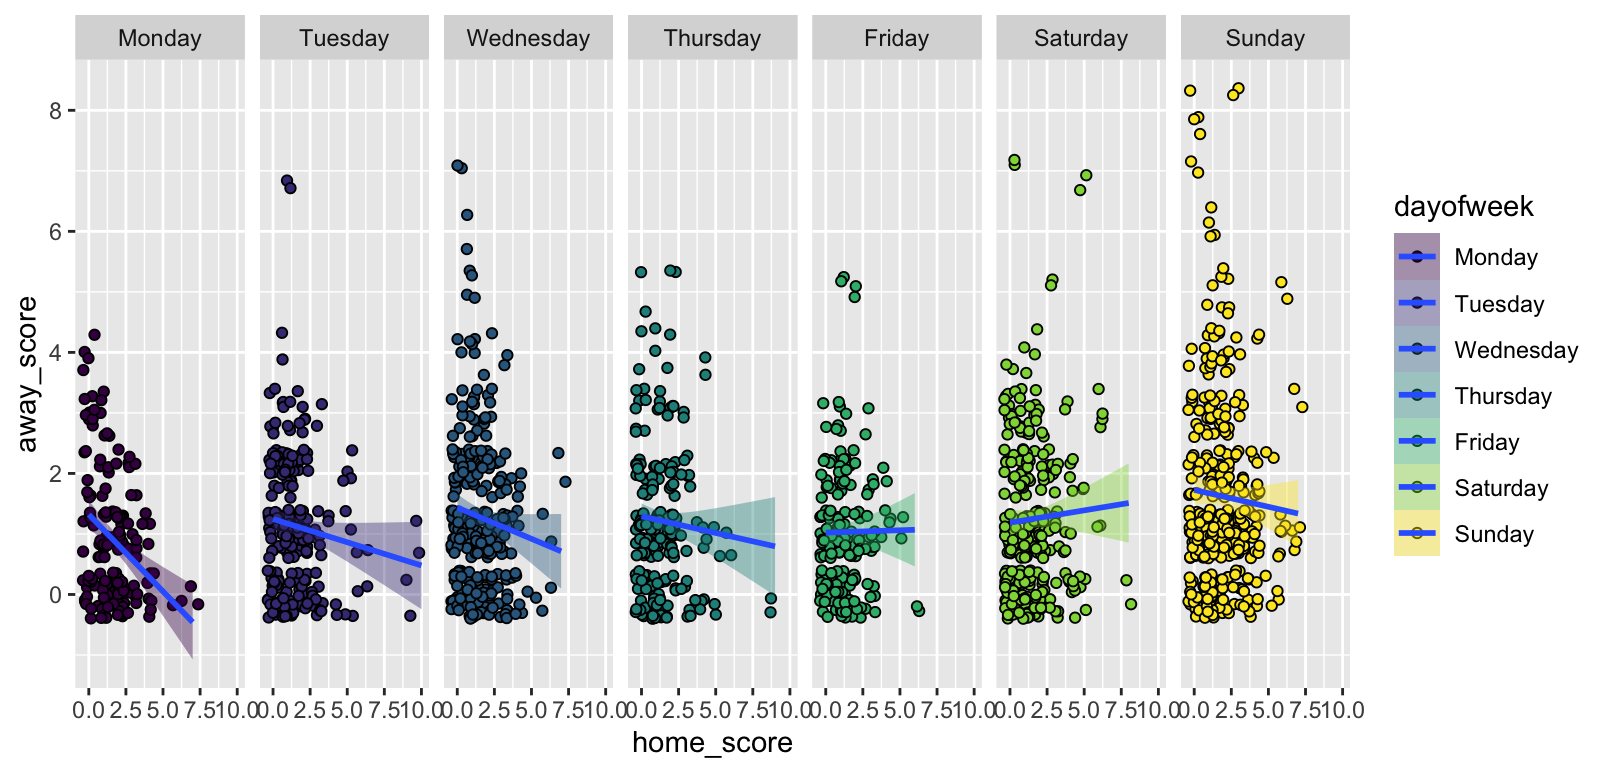 Monday Tuesday Wednesday Thursday Friday Saturday Sunday
8
6
4
2
0
away_score
0.0 2.5 5.0 7.5 10.0 0.0 2.5 5.0 7.5 10.0 0.0 2.5 5.0 7.5 10.0 0.0 2.5 5.0 7.5 10.0 0.0 2.5 5.0 7.5 10.0 0.0 2.5 5.0 7.5 10.0 0.0 2.5 5.0 7.5 10.0
home_score
dayofweek
Monday
Tuesday
Wednesday
Thursday
Friday
Saturday
Sunday